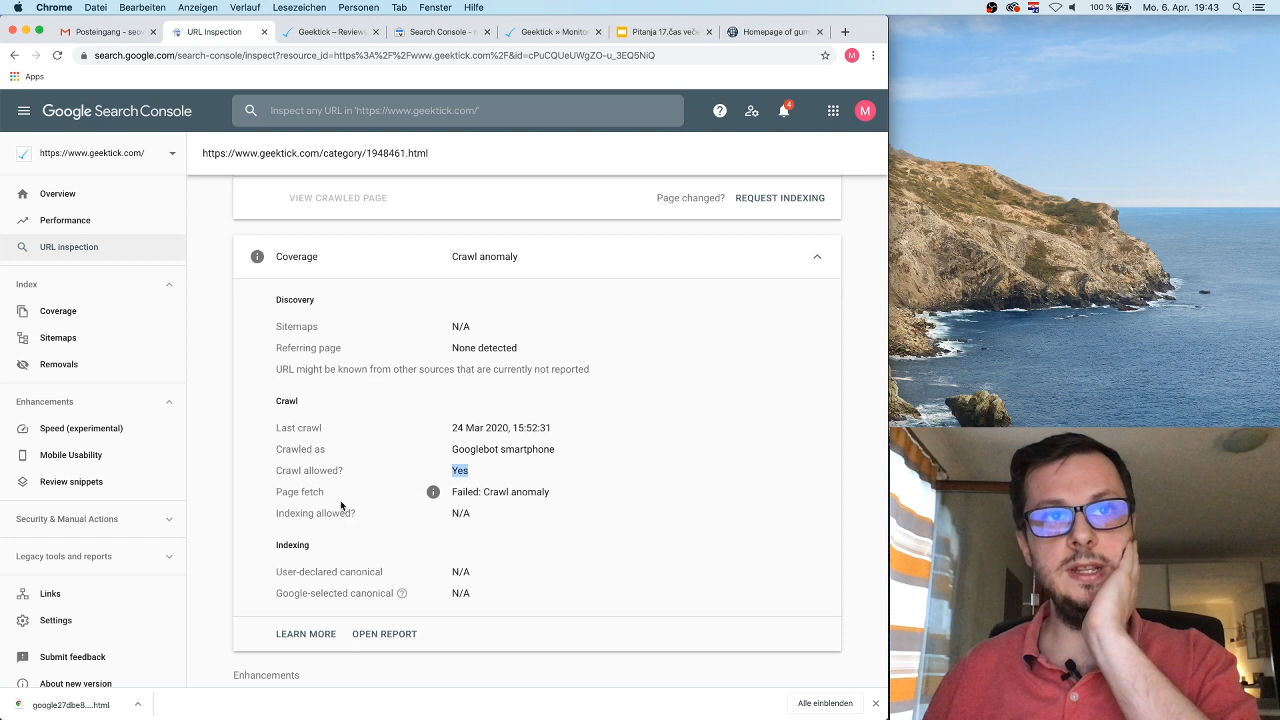 Chrome Datei Bearbeiten Anzeigen Verlauf Lesezeichen Personen Tab Fenster Hilfe 100 % Mo. 6. Apr. 19:43
Posteingang - seo
URL Inspection
Geektick – Review
Search Console -
Geektick » Monito
Pitanja 17.čas veče
Homepage of gum
search.google.com/search-console/inspect?resource_id=https%3A%2F%2Fwww.geektick.com%2F&id=cPuCQUeUWgZO-u_3EQ5NiQ
M
Apps
Google Search Console
Inspect any URL in 'https://www.geektick.com/'
4
M
https://www.geektick.com/
https://www.geektick.com/category/1948461.html
Overview
Performance
URL inspection
Index
Coverage
Sitemaps
Removals
Enhancements
Speed (experimental)
Mobile Usability
Review snippets
Security & Manual Actions
Legacy tools and reports
Links
Settings
Submit feedback
About new version
VIEW CRAWLED PAGE
Page changed? REQUEST INDEXING
Coverage Crawl anomaly
Discovery
Sitemaps N/A
Referring page None detected
URL might be known from other sources that are currently not reported
Crawl
Last crawl 24 Mar 2020, 15:52:31
Crawled as Googlebot smartphone
Crawl allowed? Yes
Page fetch Failed: Crawl anomaly
Indexing allowed? N/A
Indexing
User-declared canonical N/A
Google-selected canonical N/A
LEARN MORE OPEN REPORT
Enhancements
google27dbe8....html
Alle einblenden